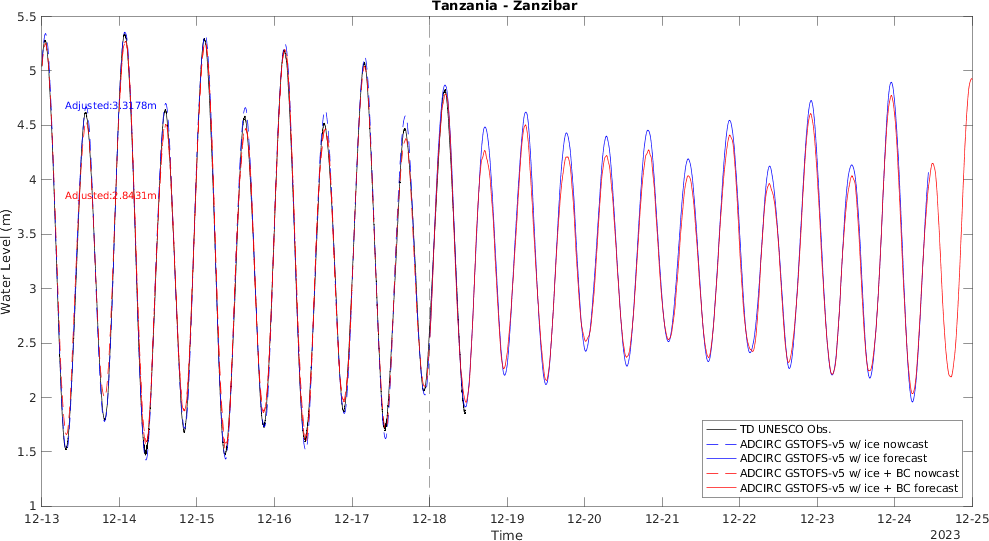 Tanzania - Zanzibar
5.5
5
4.5
4
3.5
3
2.5
2
1.5
1
Water Level (m)
Adjusted:3.3178m
Adjusted:2.8431m
TD UNESCO Obs.
ADCIRC GSTOFS-v5 w/ ice nowcast
ADCIRC GSTOFS-v5 w/ ice forecast
ADCIRC GSTOFS-v5 w/ ice + BC nowcast
ADCIRC GSTOFS-v5 w/ ice + BC forecast
12-13 12-14 12-15 12-16 12-17 12-18 12-19 12-20 12-21 12-22 12-23 12-24 12-25
Time
2023